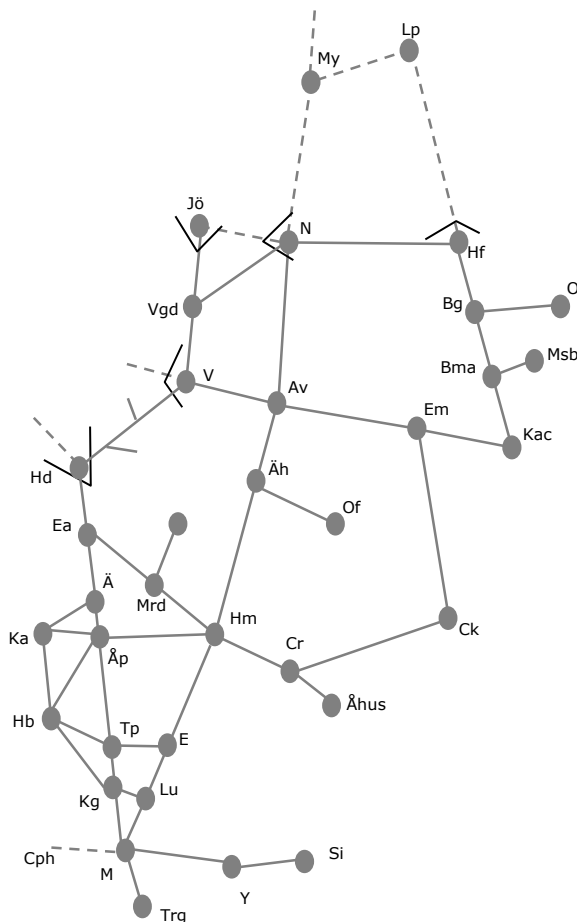 Lp
My
Jö
N
Hf
O
Vgd
Bg
Msb
Bma
V
Av
Em
Kac
Hd
Äh
Of
Ea
Ä
Mrd
Hm
Ka
Åp
Cr
Ck
Åhus
Hb
Tp
E
Kg
Lu
Cph
M
Si
Y
Trg